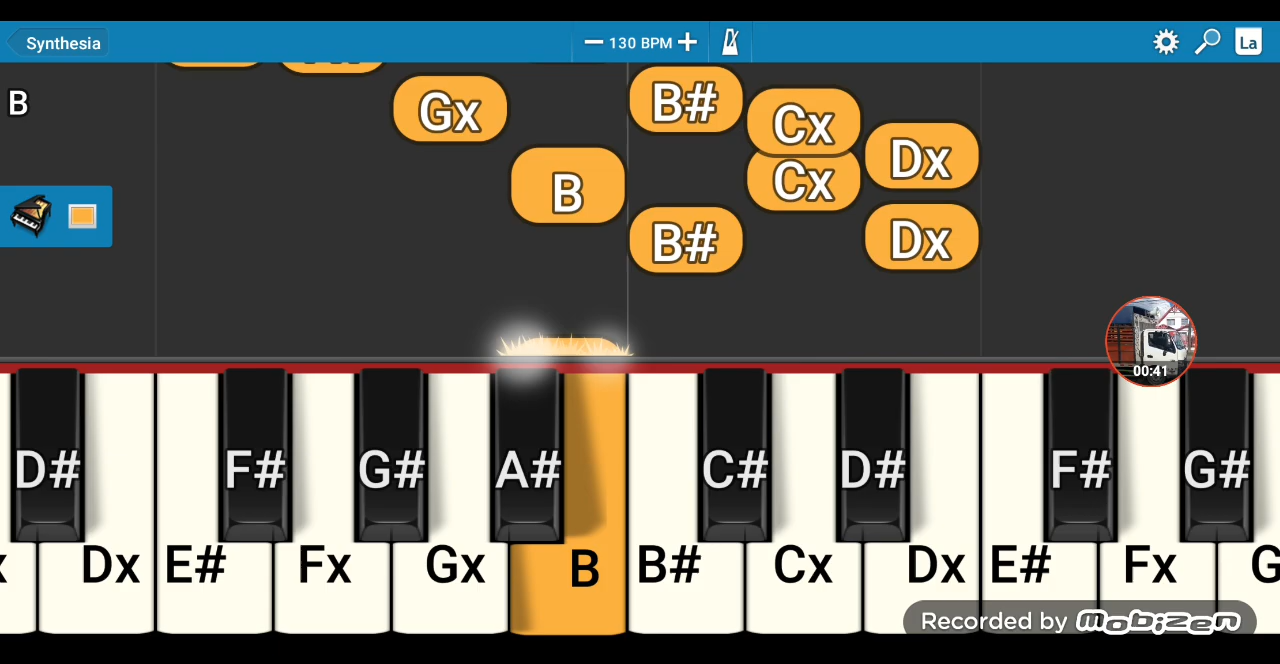 Synthesia
130 BPM
La
B
Gx
B#
Cx
Dx
B
Cx
B#
Dx
00:41
D#
F#
G#
A#
C#
D#
F#
G#
Dx
E#
Fx
Gx
B
B#
Cx
Dx
E#
Fx
G
Recorded by Mobizen